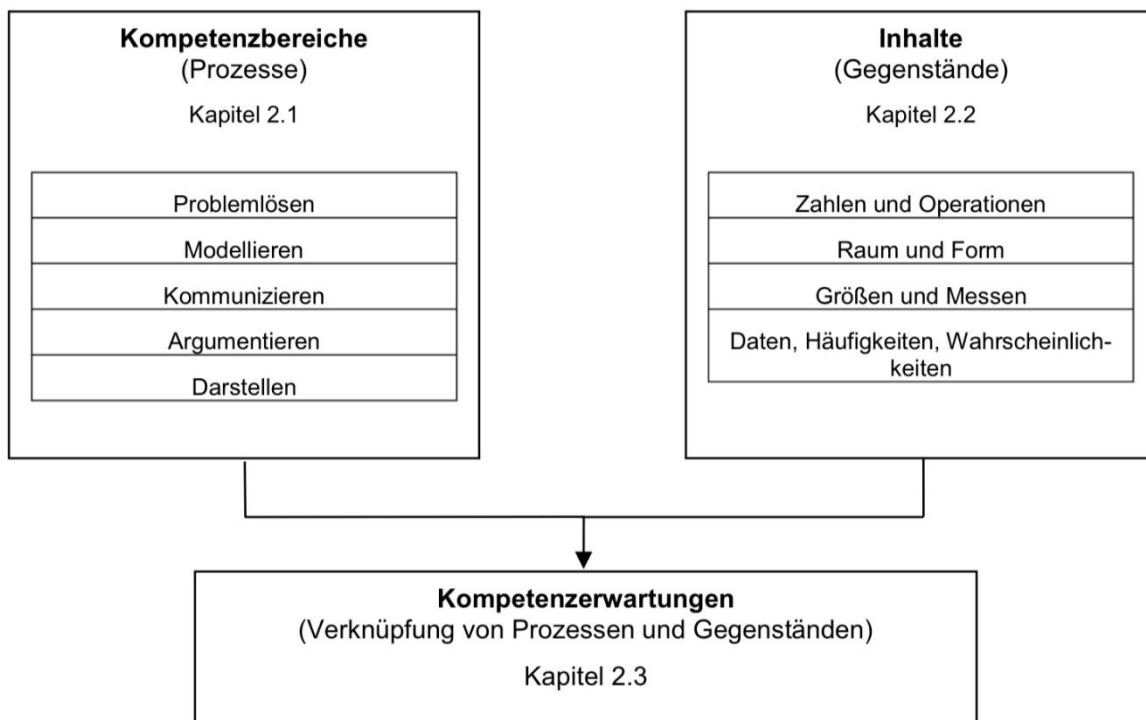 Kompetenzbereiche
(Prozesse)
Kapitel 2.1
Problemlösen
Modellieren
Kommunizieren
Argumentieren
Darstellen
Inhalte
(Gegenstände)
Kapitel 2.2
Zahlen und Operationen
Raum und Form
Größen und Messen
Daten, Häufigkeiten, Wahrscheinlich-
keiten
Kompetenzerwartungen
(Verknüpfung von Prozessen und Gegenständen)
Kapitel 2.3